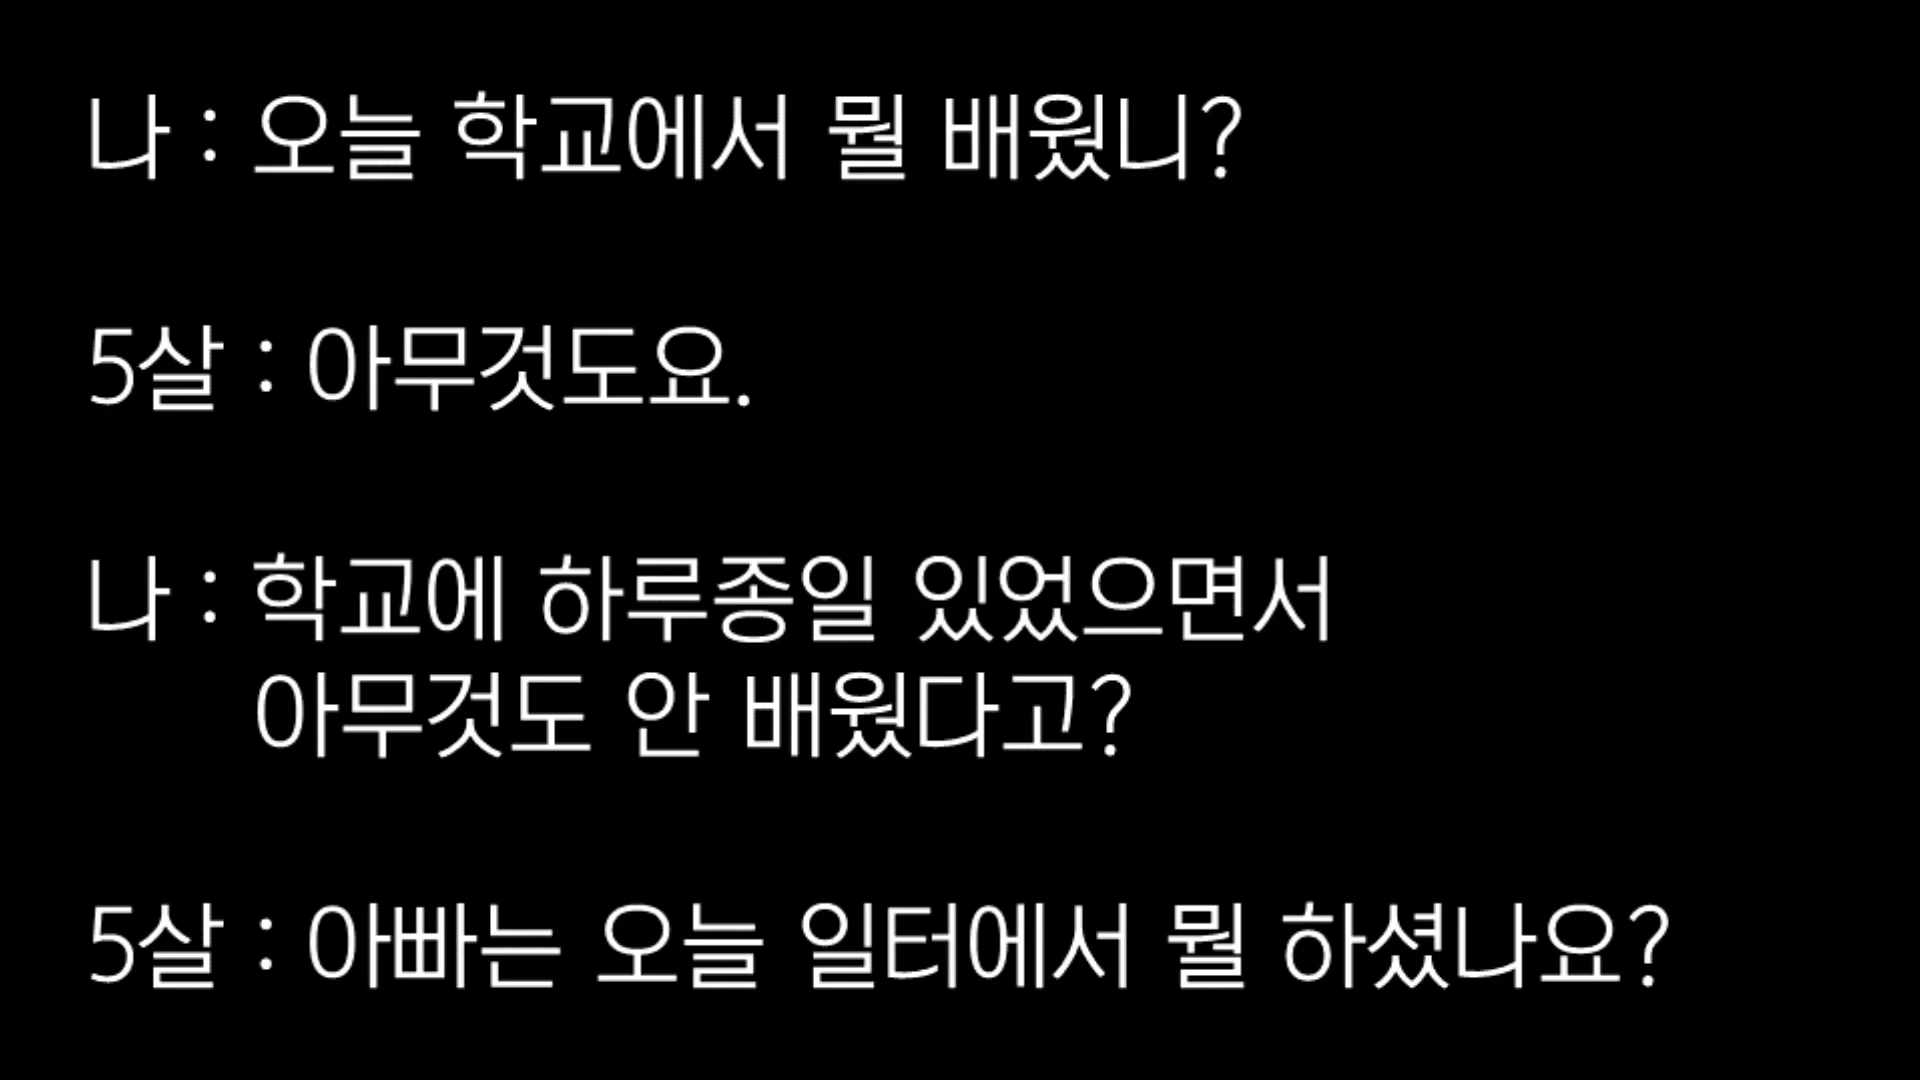 나 : 오늘 학교에서 뭘 배웠니?
5살 : 아무것도요.
나 : 학교에 하루종일 있었으면서
아무것도 안 배웠다고?
5살 : 아빠는 오늘 일터에서 뭘 하셨나요?